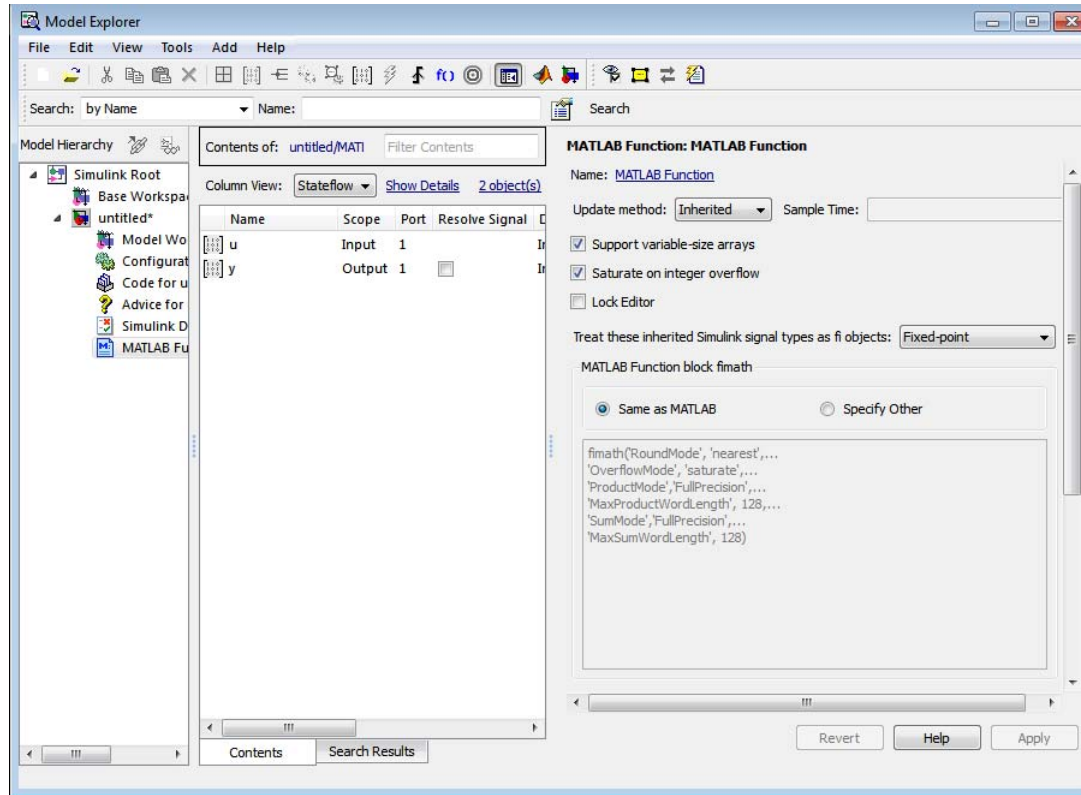 Model Explorer
File Edit View Tools Add Help
f()
Search: by Name Name: Search
Model Hierarchy
Simulink Root
Base Workspa
untitled*
Model Wo
Configurat
Code for u
Advice for
Simulink D
MATLAB Fu
Contents of: untitled/MATI Filter Contents
Column View: Stateflow Show Details 2 object(s)
Name Scope Port Resolve Signal D
u Input 1 In
y Output 1 In
Contents Search Results
MATLAB Function: MATLAB Function
Name: MATLAB Function
Update method: Inherited Sample Time:
Support variable-size arrays
Saturate on integer overflow
Lock Editor
Treat these inherited Simulink signal types as fi objects: Fixed-point
MATLAB Function block fimath
Same as MATLAB Specify Other
fimath('RoundMode', 'nearest',...
'OverflowMode', 'saturate',...
'ProductMode','FullPrecision',...
'MaxProductWordLength', 128,...
'SumMode','FullPrecision',...
'MaxSumWordLength', 128)
Revert Help Apply